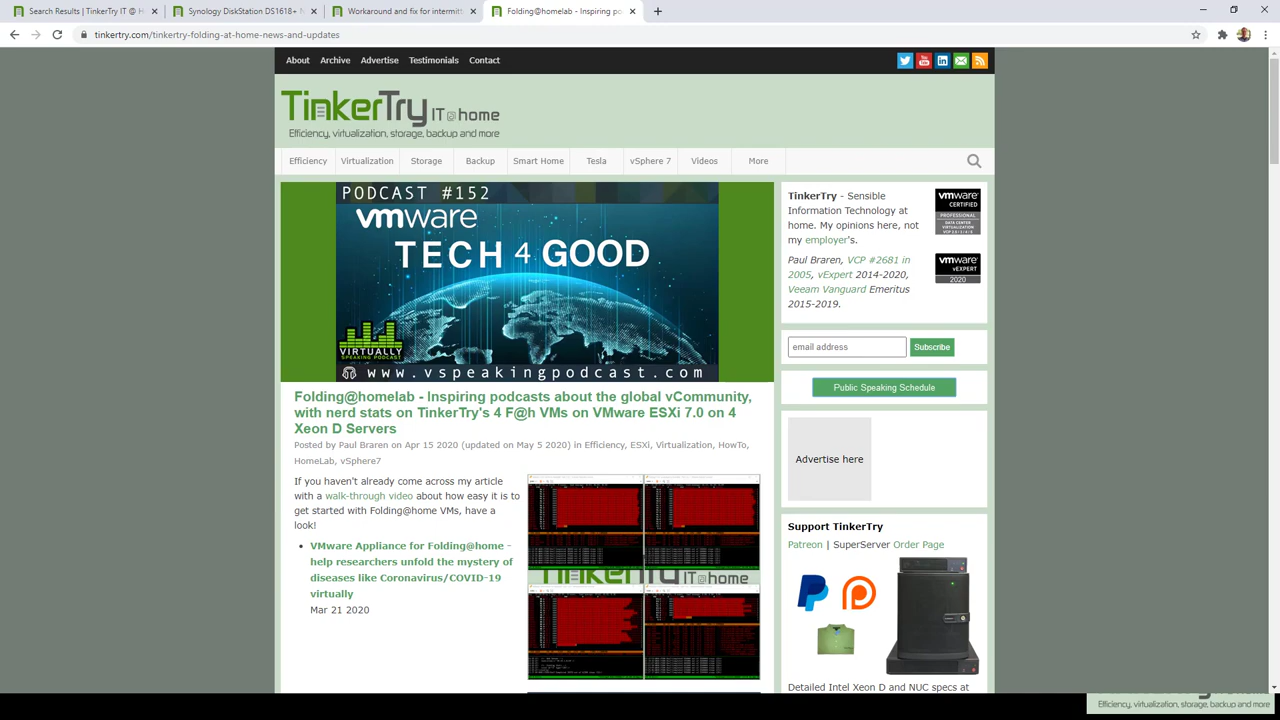 Search Results | TinkerTry IT @ H
Synology DiskStation DS1618+
Workaround and fix for intermitt
Folding@homelab - Inspiring po
tinkertry.com/tinkertry-folding-at-home-news-and-updates
About Archive Advertise Testimonials Contact
TinkerTry IT @ home
Efficiency, virtualization, storage, backup and more
Efficiency Virtualization Storage Backup Smart Home Tesla vSphere 7 Videos More
PODCAST #152
vmware
TECH 4 GOOD
VIRTUALLY
SPEAKING PODCAST
www.vspeakingpodcast.com
Folding@homelab - Inspiring podcasts about the global vCommunity,
with nerd stats on TinkerTry's 4 F@h VMs on VMware ESXi 7.0 on 4
Xeon D Servers
Posted by Paul Braren on Apr 15 2020 (updated on May 5 2020) in Efficiency, ESXi, Virtualization, HowTo,
HomeLab, vSphere7
If you haven't already come across my article
with a walk-through video about how easy it is to
get started with Folding@home VMs, have a
look!
• VMware Appliance for Folding@home -
help researchers unfold the mystery of
diseases like Coronavirus/COVID-19
virtually
Mar 21 2020
TinkerTry IT @ home
TinkerTry - Sensible
Information Technology at
home. My opinions here, not
my employer's.
Paul Braren, VCP #2681 in
2005, vExpert 2014-2020,
Veeam Vanguard Emeritus
2015-2019.
vmware
CERTIFIED
PROFESSIONAL
vmware
vEXPERT
2020
email address
Subscribe
Public Speaking Schedule
Advertise here
Support TinkerTry
Patreon | SuperServer Order Page
Detailed Intel Xeon D and NUC specs at
Efficiency, virtualization, storage, backup and more